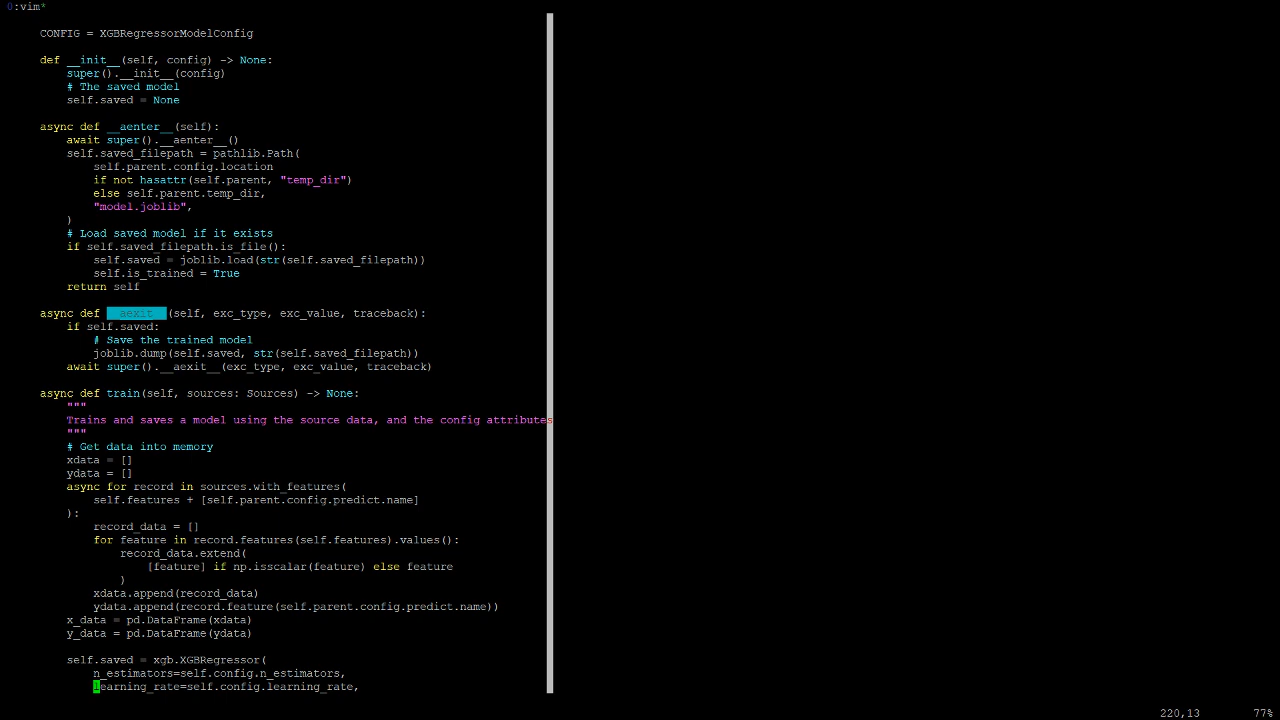 0:vim*
CONFIG = XGBRegressorModelConfig
def __init__(self, config) -> None:
super().__init__(config)
# The saved model
self.saved = None
async def __aenter__(self):
await super().__aenter__()
self.saved_filepath = pathlib.Path(
self.parent.config.location
if not hasattr(self.parent, "temp_dir")
else self.parent.temp_dir,
"model.joblib",
)
# Load saved model if it exists
if self.saved_filepath.is_file():
self.saved = joblib.load(str(self.saved_filepath))
self.is_trained = True
return self
async def __aexit__(self, exc_type, exc_value, traceback):
if self.saved:
# Save the trained model
joblib.dump(self.saved, str(self.saved_filepath))
await super().__aexit__(exc_type, exc_value, traceback)
async def train(self, sources: Sources) -> None:
"""
Trains and saves a model using the source data, and the config attributes
"""
# Get data into memory
xdata = []
ydata = []
async for record in sources.with_features(
self.features + [self.parent.config.predict.name]
):
record_data = []
for feature in record.features(self.features).values():
record_data.extend(
[feature] if np.isscalar(feature) else feature
)
xdata.append(record_data)
ydata.append(record.feature(self.parent.config.predict.name))
x_data = pd.DataFrame(xdata)
y_data = pd.DataFrame(ydata)
self.saved = xgb.XGBRegressor(
n_estimators=self.config.n_estimators,
learning_rate=self.config.learning_rate,
220,13 77%